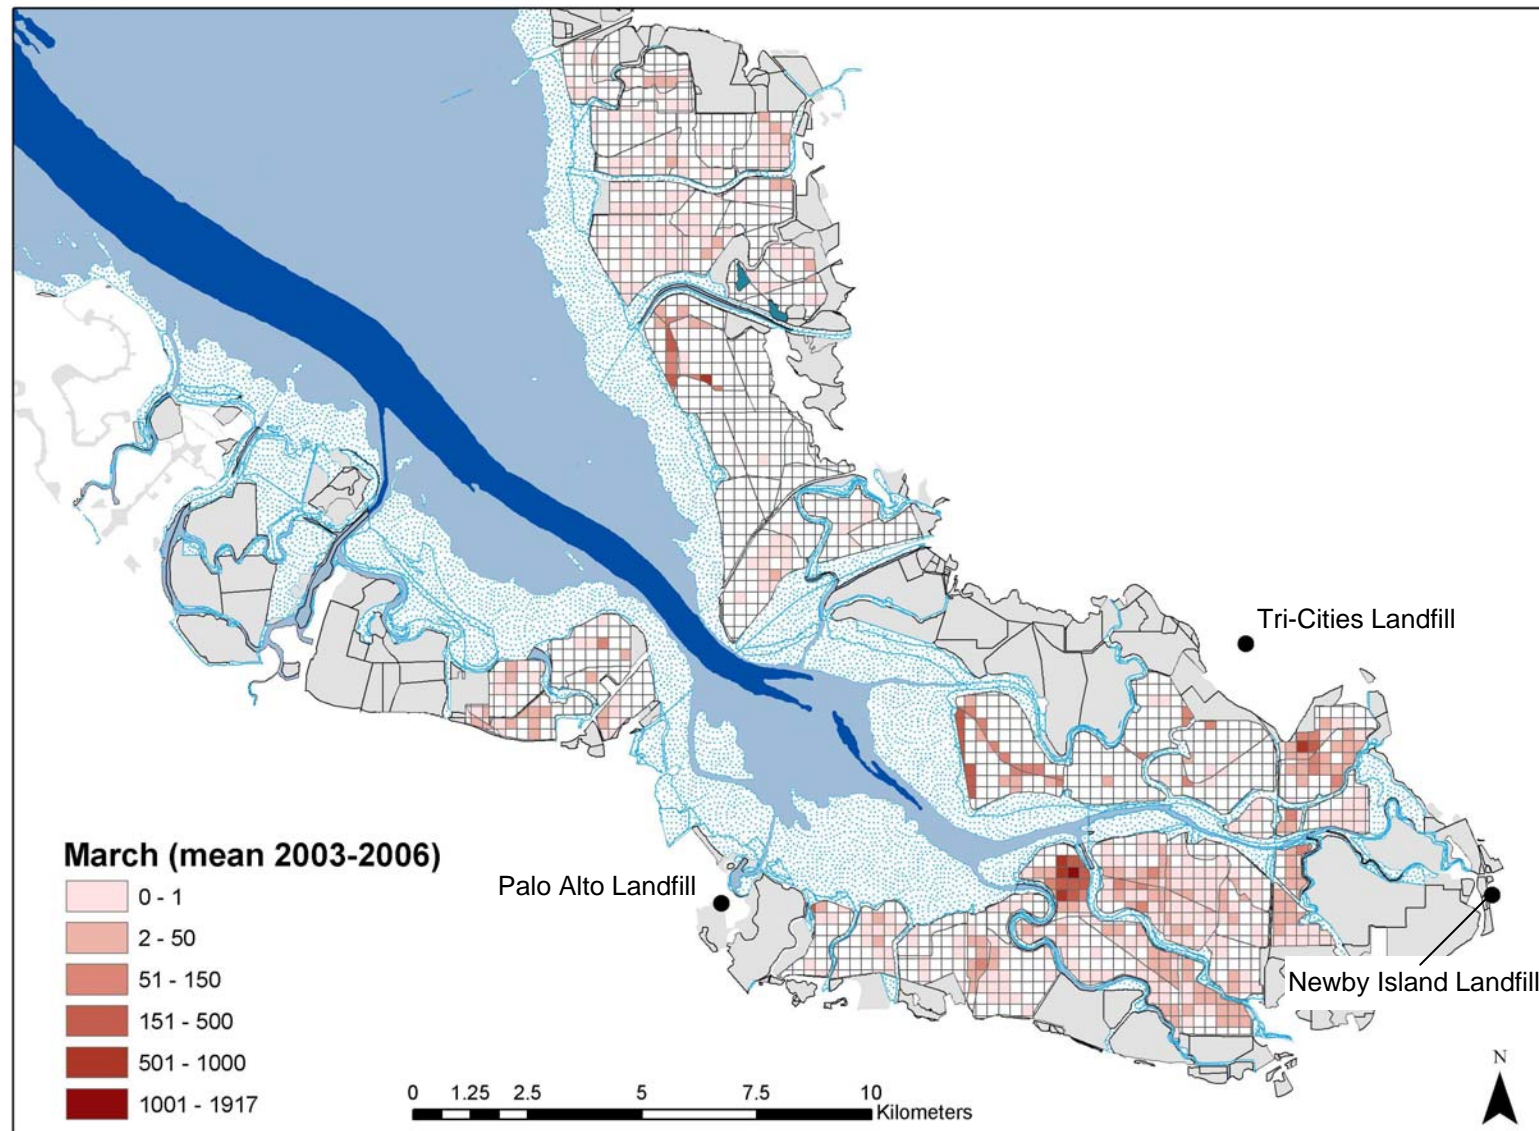 Tri-Cities Landfill
Palo Alto Landfill
Newby Island Landfill
March (mean 2003-2006)
0 - 1
2 - 50
51 - 150
151 - 500
501 - 1000
1001 - 1917
0 1.25 2.5 5 7.5 10
Kilometers
N